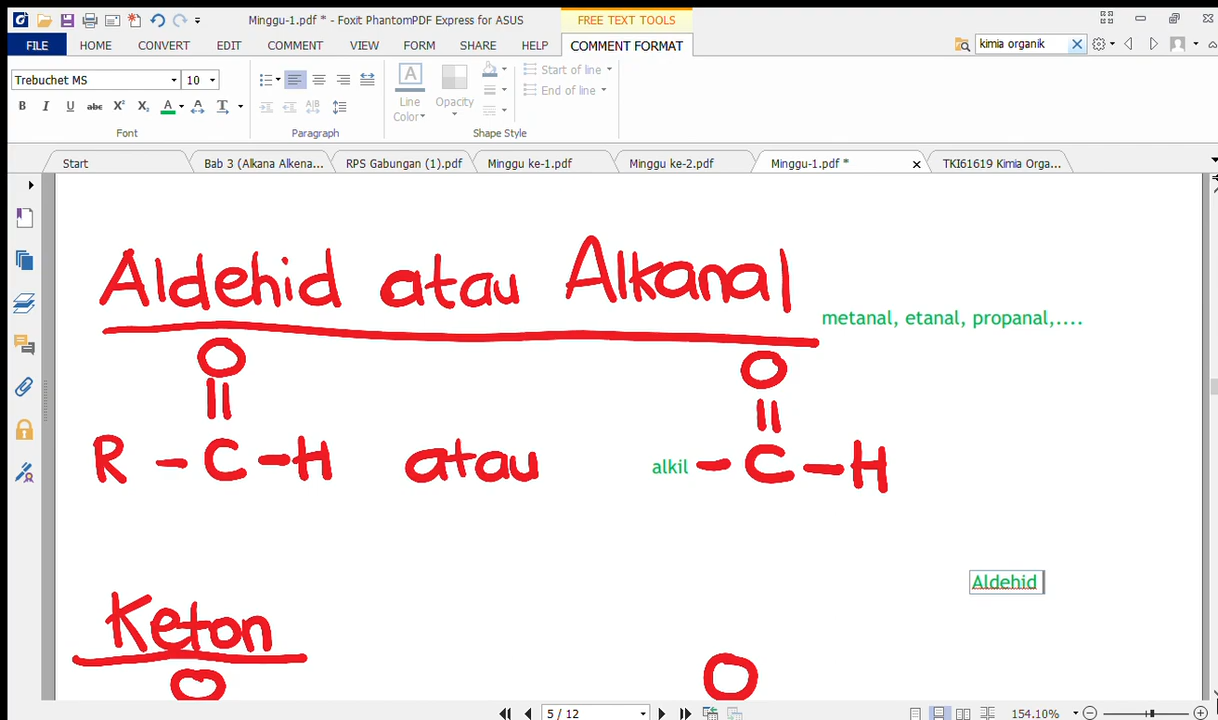 Minggu-1.pdf * - Foxit PhantomPDF Express for ASUS
FREE TEXT TOOLS
FILE HOME CONVERT EDIT COMMENT VIEW FORM SHARE HELP COMMENT FORMAT
kimia organik
Trebuchet MS 10
Line Color Opacity
Start of line
End of line
B I U abc X² X₂ A A T
Font Paragraph Shape Style
Start Bab 3 (Alkana Alkena... RPS Gabungan (1).pdf Minggu ke-1.pdf Minggu ke-2.pdf Minggu-1.pdf * TKI61619 Kimia Orga...
Aldehid atau Alkanal
metanal, etanal, propanal,....
O O
R - C - H atau alkil - C - H
Aldehid
Keton
O O
5 / 12 154.10%